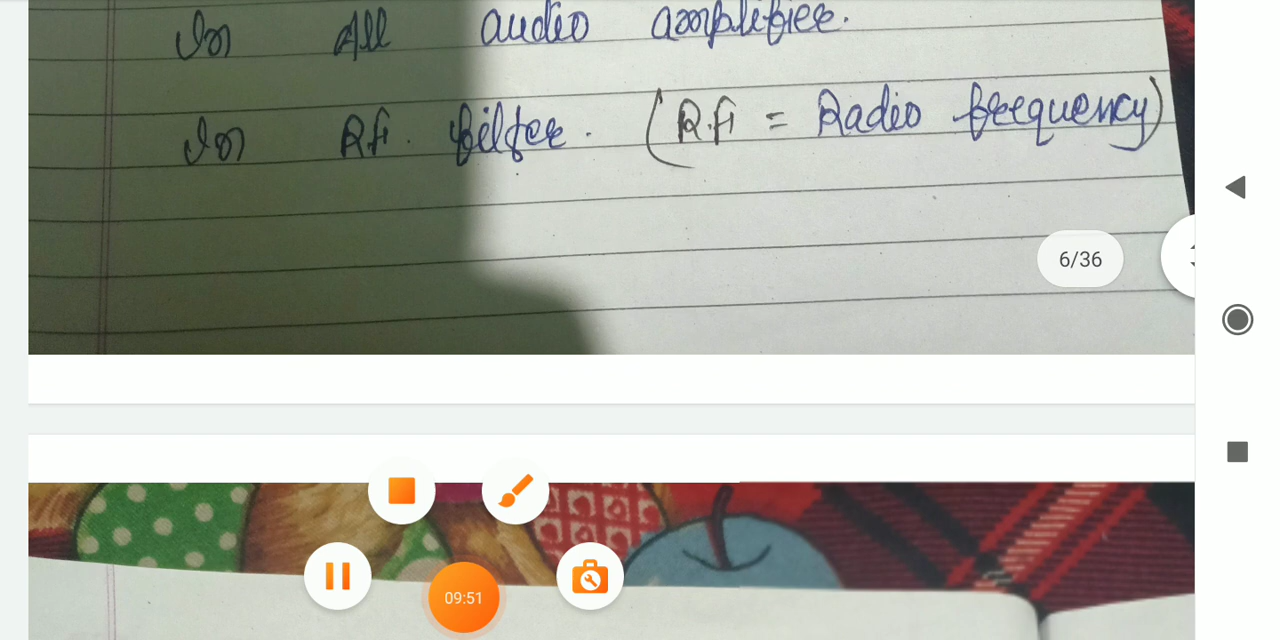 In All audio amplifier.
In R.F. filter. (R.F = Radio frequency)
6/36
09:51